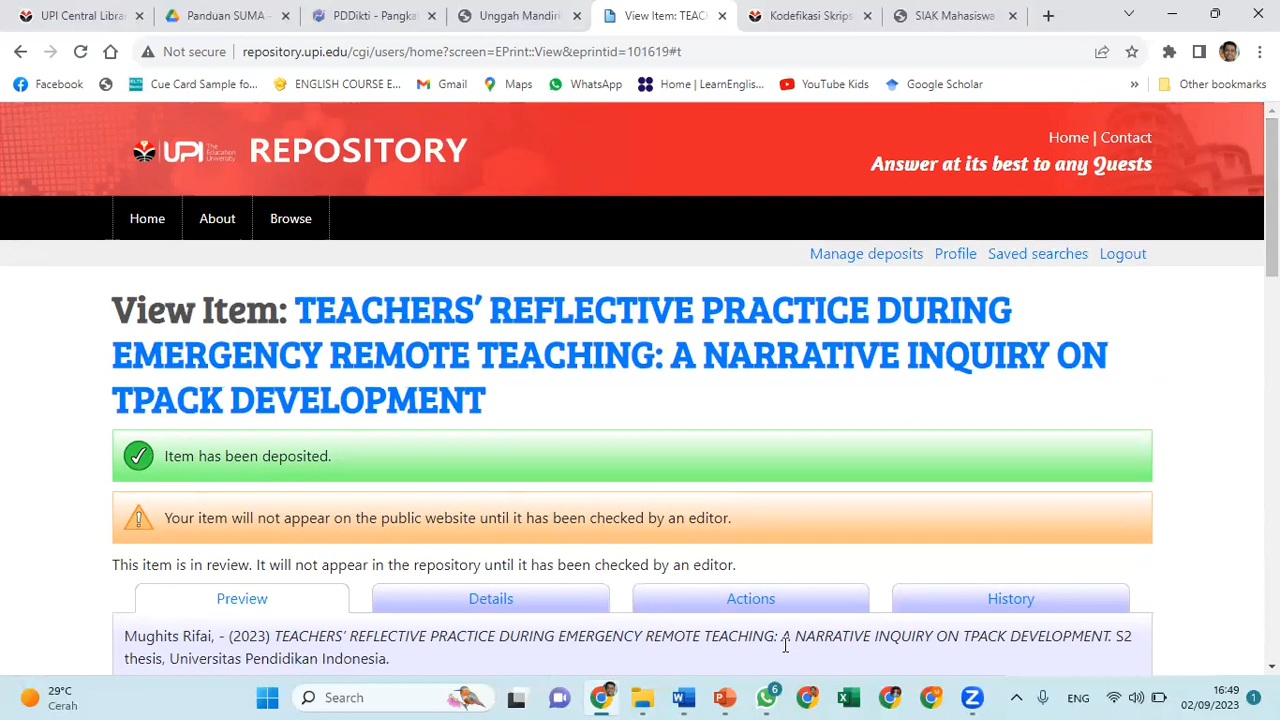 UPI Central Librar
Panduan SUMA -
PDDikti - Pangkal
Unggah Mandiri
View Item: TEACH
Kodefikasi Skrips
SIAK Mahasiswa
Not secure
repository.upi.edu/cgi/users/home?screen=EPrint::View&eprintid=101619#t
Facebook
Cue Card Sample fo...
ENGLISH COURSE E...
Gmail
Maps
WhatsApp
Home | LearnEnglis...
YouTube Kids
Google Scholar
»
Other bookmarks
UPI The Education University
REPOSITORY
Home | Contact
Answer at its best to any Quests
Home
About
Browse
Manage deposits
Profile
Saved searches
Logout
View Item: TEACHERS’ REFLECTIVE PRACTICE DURING
EMERGENCY REMOTE TEACHING: A NARRATIVE INQUIRY ON
TPACK DEVELOPMENT
Item has been deposited.
Your item will not appear on the public website until it has been checked by an editor.
This item is in review. It will not appear in the repository until it has been checked by an editor.
Preview
Details
Actions
History
Mughits Rifai, - (2023) TEACHERS’ REFLECTIVE PRACTICE DURING EMERGENCY REMOTE TEACHING: A NARRATIVE INQUIRY ON TPACK DEVELOPMENT. S2
thesis, Universitas Pendidikan Indonesia.
29°C
Cerah
Search
6
ENG
16:49
02/09/2023
1